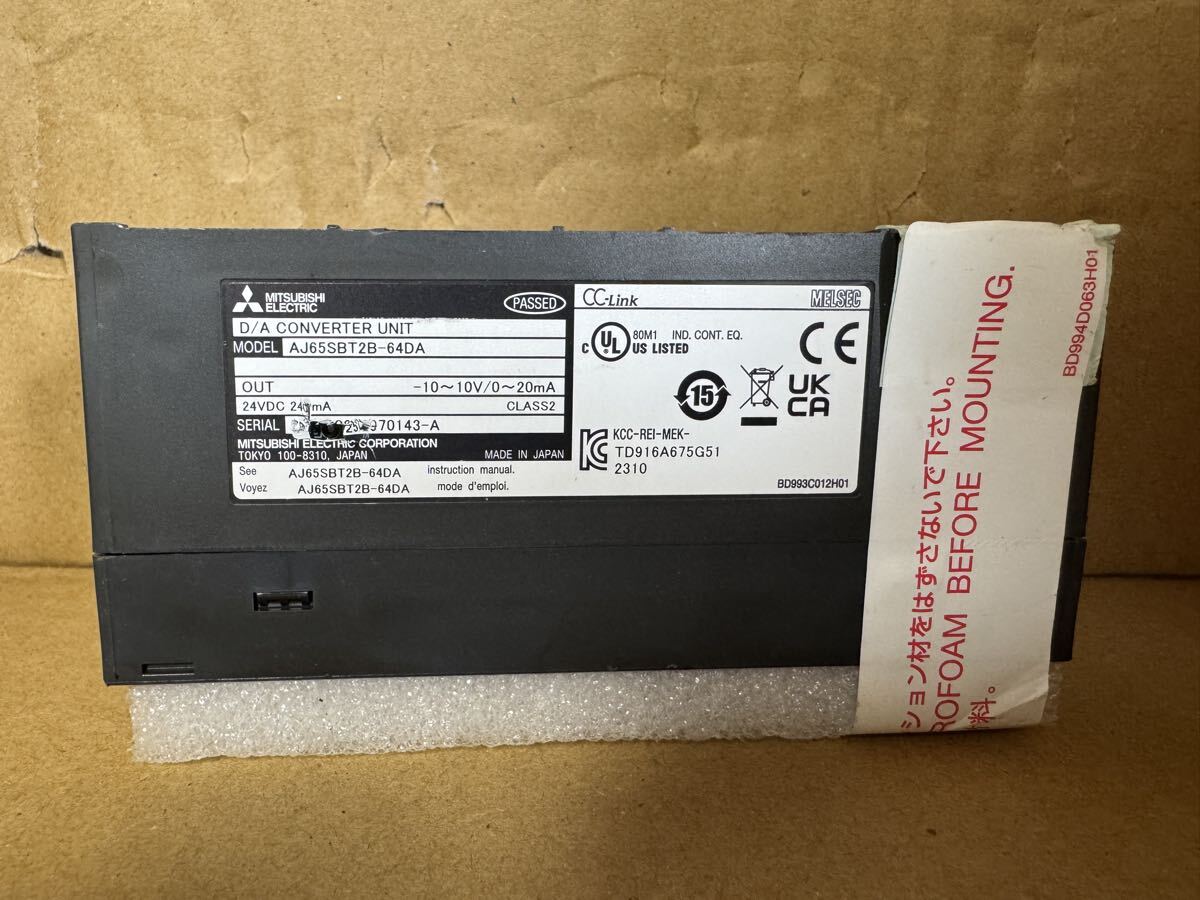 MITSUBISHI
ELECTRIC
PASSED
D/A CONVERTER UNIT
MODEL AJ65SBT2B-64DA
OUT -10~10V/0~20mA
24VDC mA CLASS2
SERIAL 070143-A
MITSUBISHI ELECTRIC CORPORATION
TOKYO 100-8310, JAPAN MADE IN JAPAN
See AJ65SBT2B-64DA instruction manual.
Voyez AJ65SBT2B-64DA mode d'emploi.
CC-Link
MELSEC
C UL US LISTED
80M1 IND. CONT. EQ.
CE
15
UK
CA
KCC-REI-MEK-
TD916A675G51
2310
BD993C012H01
ション材をはずさないで下さい。
ROFOAM BEFORE MOUNTING.
料。
BD994D063H01